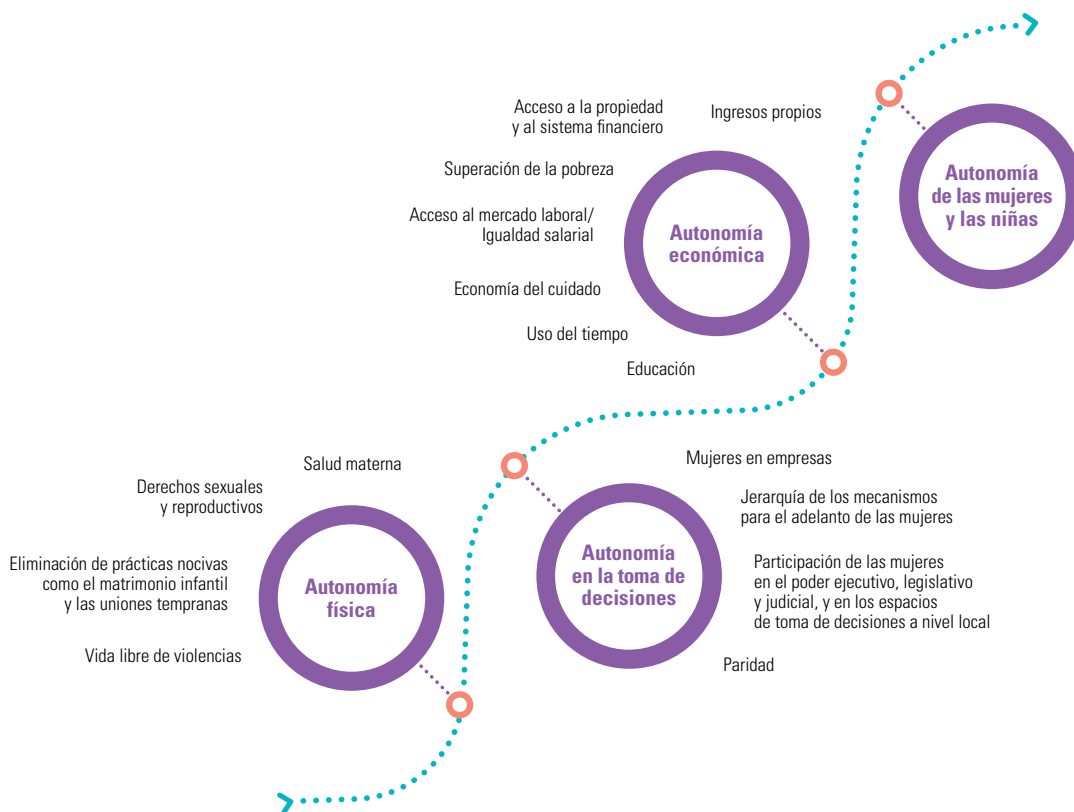 Acceso a la propiedad
y al sistema financiero
Ingresos propios
Superación de la pobreza
Acceso al mercado laboral/
Igualdad salarial
Economía del cuidado
Uso del tiempo
Educación
Autonomía
económica
Autonomía
de las mujeres
y las niñas
Salud materna
Derechos sexuales
y reproductivos
Eliminación de prácticas nocivas
como el matrimonio infantil
y las uniones tempranas
Vida libre de violencias
Autonomía
física
Autonomía
en la toma de
decisiones
Mujeres en empresas
Jerarquía de los mecanismos
para el adelanto de las mujeres
Participación de las mujeres
en el poder ejecutivo, legislativo
y judicial, y en los espacios
de toma de decisiones a nivel local
Paridad